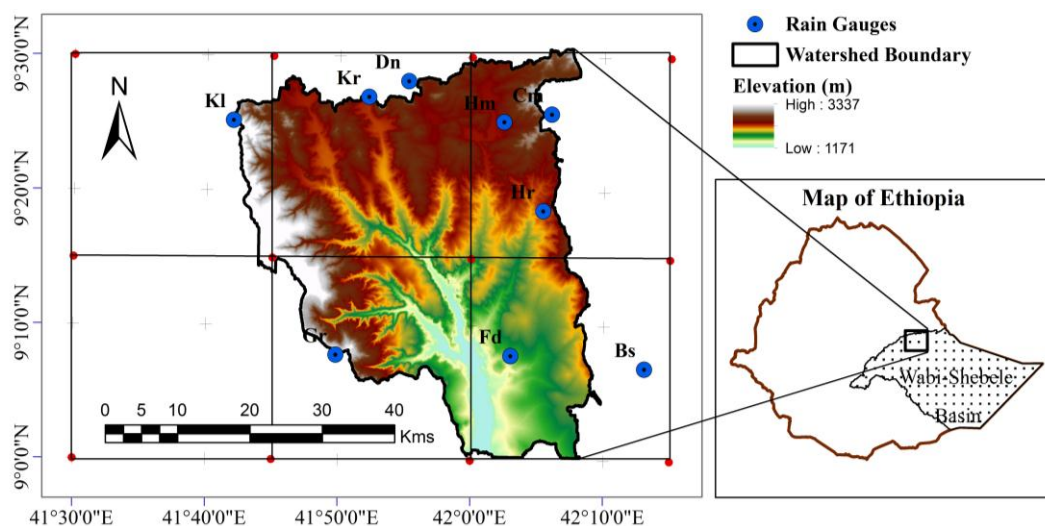 9°30'0"N
9°20'0"N
9°10'0"N
9°0'0"N
N
Kl
Kr
Dn
Hm
Cm
Hr
Gr
Fd
Bs
0 5 10 20 30 40
Kms
41°30'0"E
41°40'0"E
41°50'0"E
42°0'0"E
42°10'0"E
Rain Gauges
Watershed Boundary
Elevation (m)
High : 3337
Low : 1171
Map of Ethiopia
Wabi-Shebele
Basin